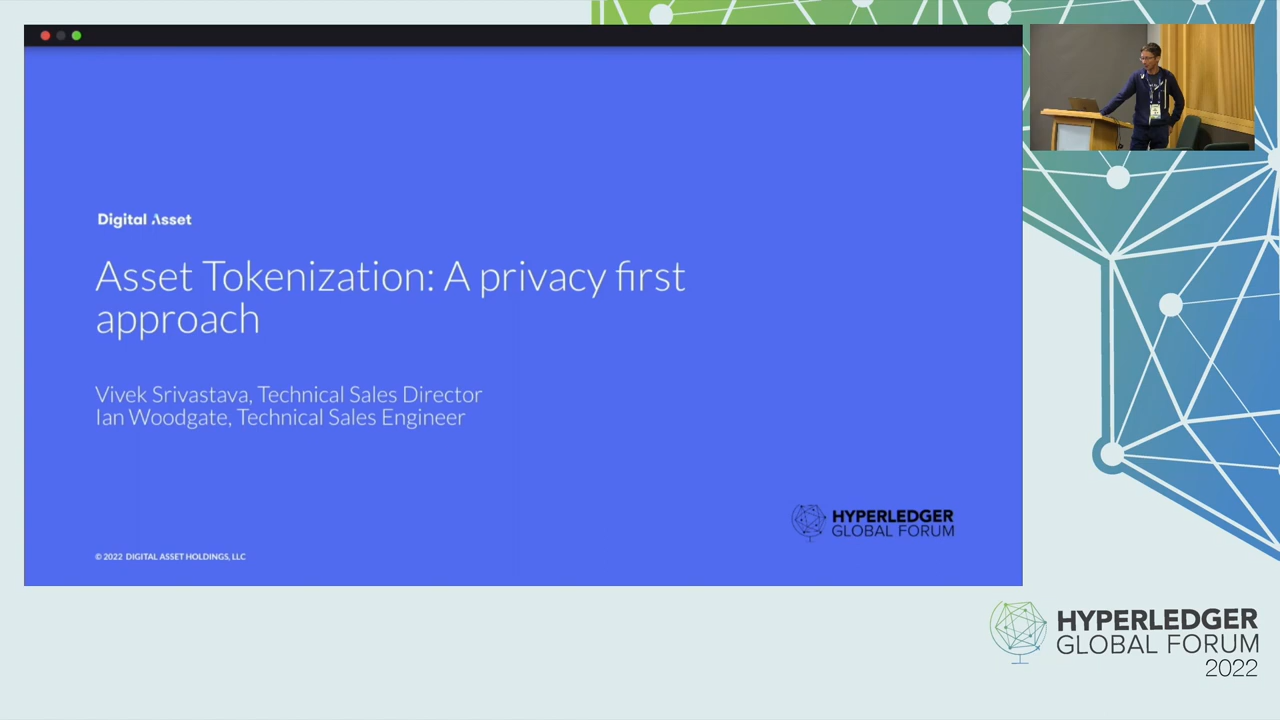 Digital Asset
Asset Tokenization: A privacy first
approach
Vivek Srivastava, Technical Sales Director
Ian Woodgate, Technical Sales Engineer
HYPERLEDGER
GLOBAL FORUM
© 2022 DIGITAL ASSET HOLDINGS, LLC
HYPERLEDGER
GLOBAL FORUM
2022